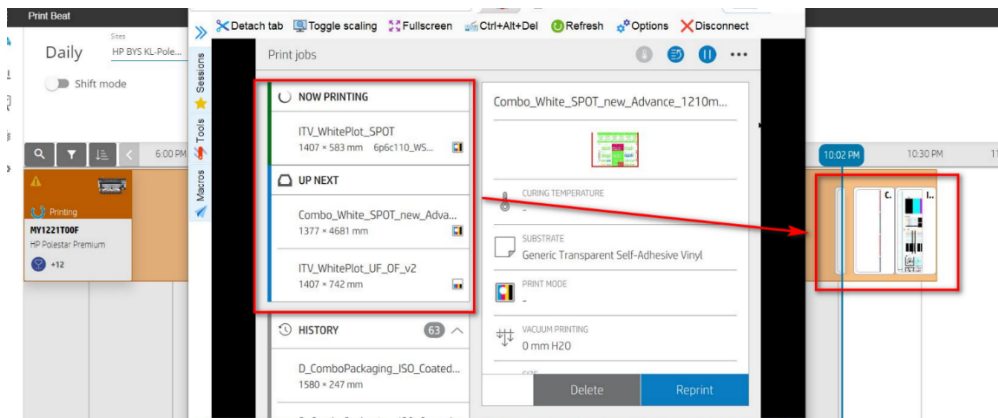 Print Beat
Detach tab Toggle scaling Fullscreen Ctrl+Alt+Del Refresh Options Disconnect
Daily
Sites
HP BYS KL-Pole...
Shift mode
Sessions
Tools
Macros
Print jobs
NOW PRINTING
ITV_WhitePlot_SPOT
1407 × 583 mm 6p6c110_WS...
UP NEXT
Combo_White_SPOT_new_Adva...
1377 × 4681 mm
ITV_WhitePlot_UF_OF_v2
1407 × 742 mm
HISTORY 63
D_ComboPackaging_ISO_Coated...
1580 × 247 mm
Combo_White_SPOT_new_Advance_1210m...
CURING TEMPERATURE
-
SUBSTRATE
Generic Transparent Self-Adhesive Vinyl
PRINT MODE
-
VACUUM PRINTING
0 mm H2O
Delete Reprint
6:00 PM
10:02 PM
10:30 PM
Printing
MY1221T00F
HP Polestar Premium
+12
C. I..